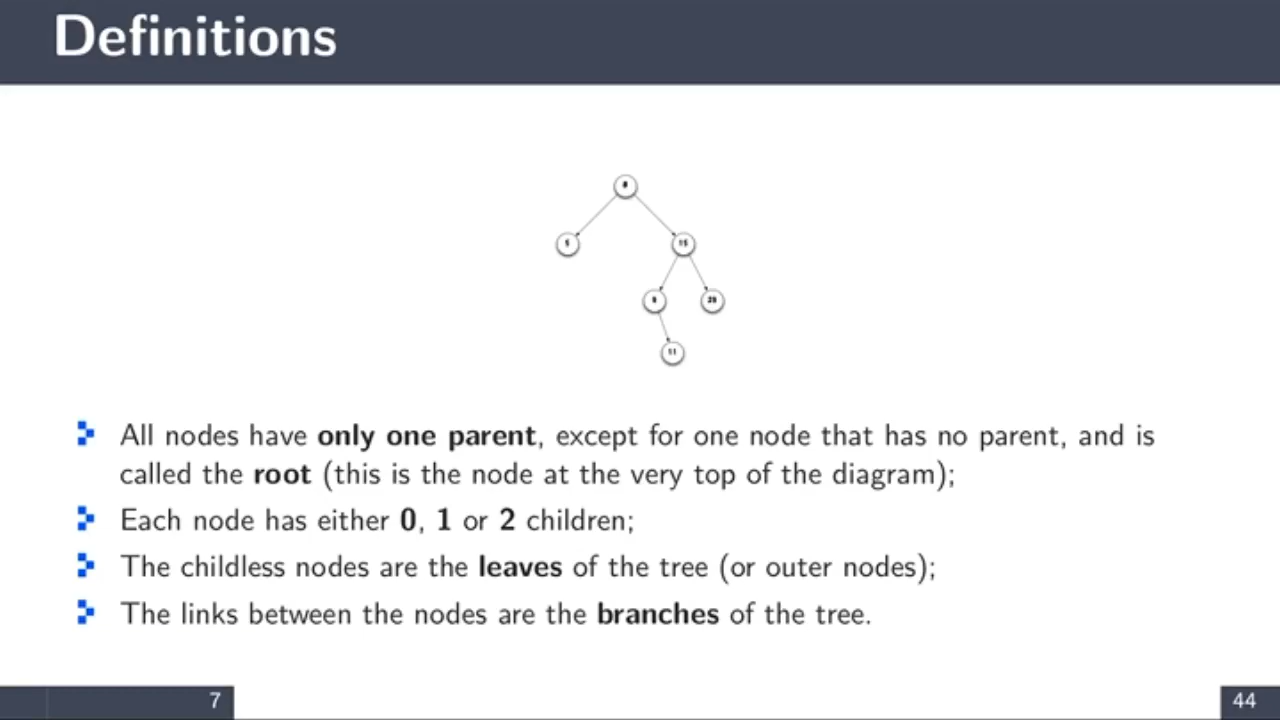 Definitions
5
15
11
All nodes have only one parent, except for one node that has no parent, and is
called the root (this is the node at the very top of the diagram);
Each node has either 0, 1 or 2 children;
The childless nodes are the leaves of the tree (or outer nodes);
The links between the nodes are the branches of the tree.
7
44